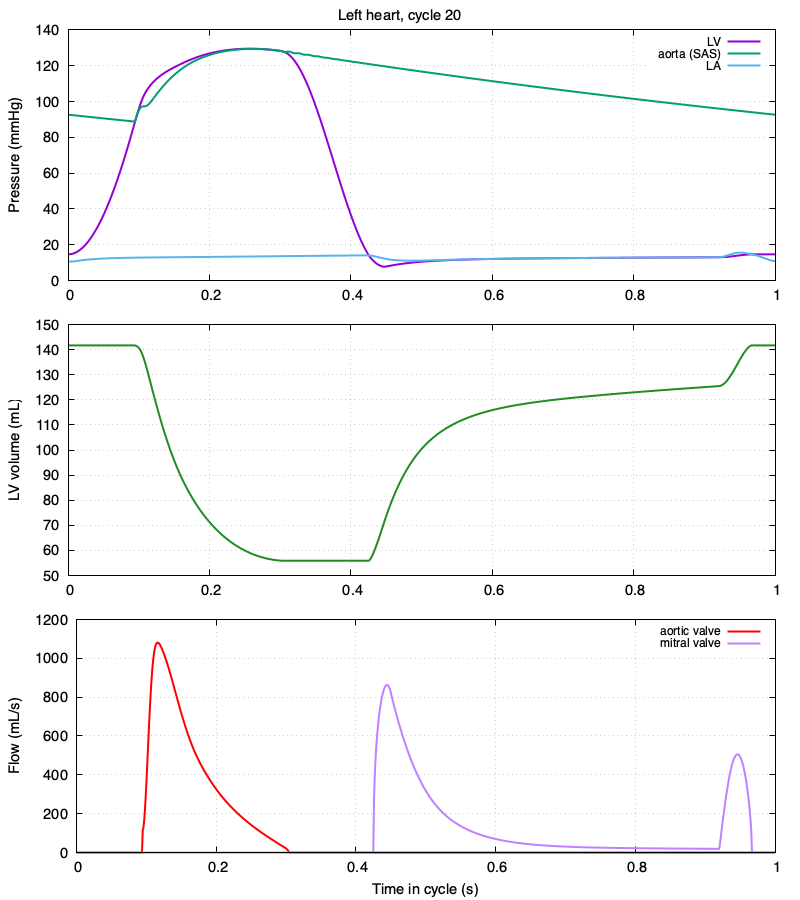 Left heart, cycle 20
140
120
100
80
60
40
20
0
Pressure (mmHg)
LV
aorta (SAS)
LA
0 0.2 0.4 0.6 0.8 1
150
140
130
120
110
100
90
80
70
60
50
LV volume (mL)
0 0.2 0.4 0.6 0.8 1
1200
1000
800
600
400
200
0
Flow (mL/s)
aortic valve
mitral valve
0 0.2 0.4 0.6 0.8 1
Time in cycle (s)